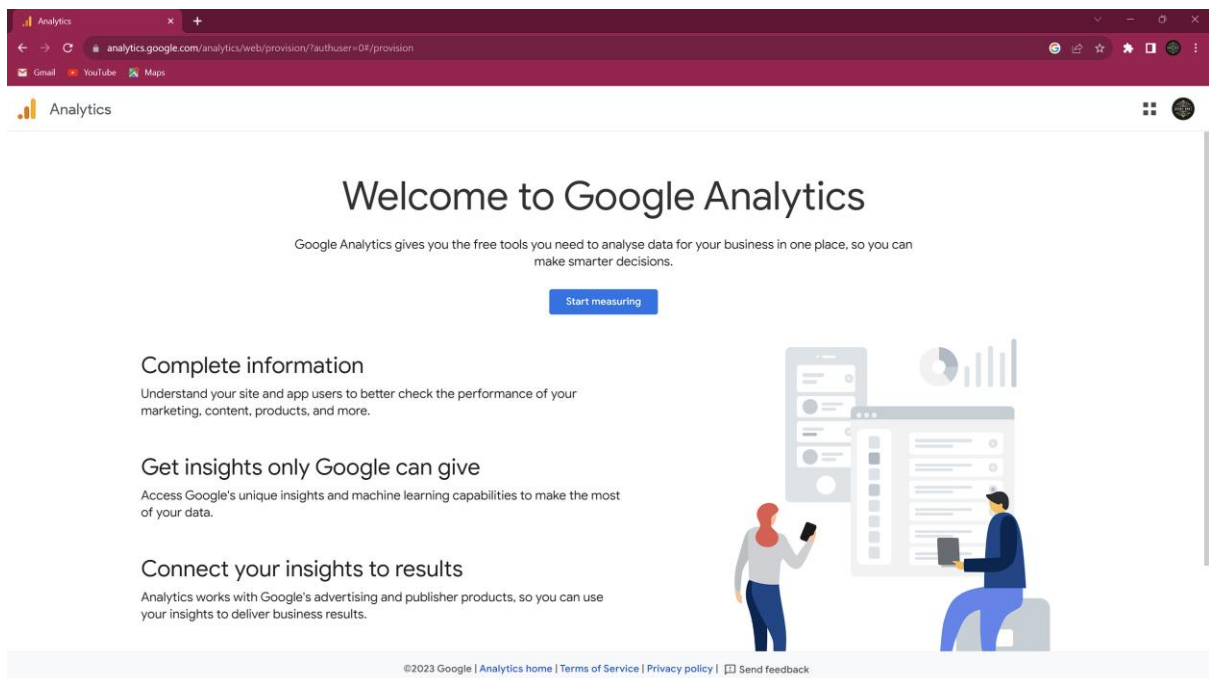 Analytics
analytics.google.com/analytics/web/provision/?authuser=0#/provision
Gmail YouTube Maps
Analytics
Welcome to Google Analytics
Google Analytics gives you the free tools you need to analyse data for your business in one place, so you can
make smarter decisions.
Start measuring
Complete information
Understand your site and app users to better check the performance of your
marketing, content, products, and more.
Get insights only Google can give
Access Google's unique insights and machine learning capabilities to make the most
of your data.
Connect your insights to results
Analytics works with Google's advertising and publisher products, so you can use
your insights to deliver business results.
©2023 Google | Analytics home | Terms of Service | Privacy policy | Send feedback